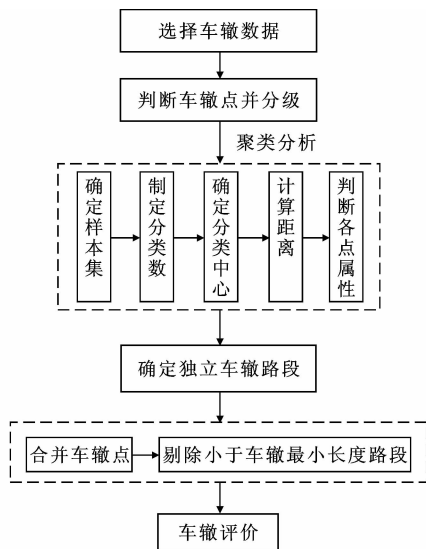 选择车辙数据
判断车辙点并分级
聚类分析
确定样本集
制定分类数
确定分类中心
计算距离
判断各点属性
确定独立车辙路段
合并车辙点
剔除小于车辙最小长度路段
车辙评价